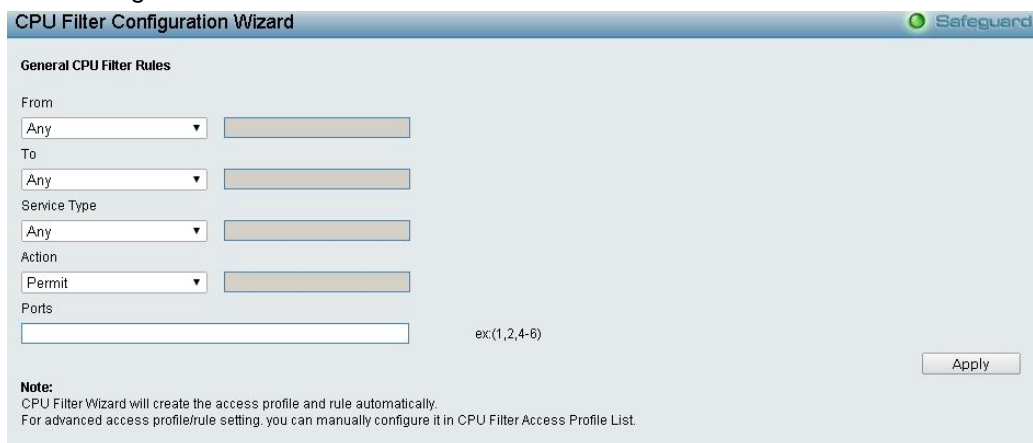 CPU Filter Configuration Wizard
Safeguard
General CPU Filter Rules
From
Any
To
Any
Service Type
Any
Action
Permit
Ports
ex:(1,2,4-6)
Apply
Note:
CPU Filter Wizard will create the access profile and rule automatically.
For advanced access profile/rule setting. you can manually configure it in CPU Filter Access Profile List.